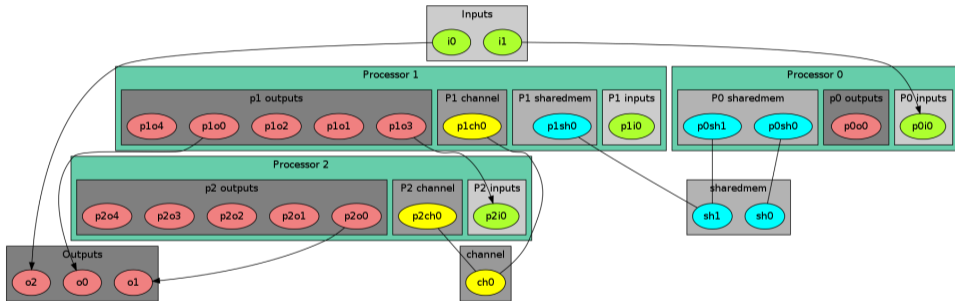 Inputs
i0 i1
Processor 1
Processor 0
p1 outputs
P1 channel
P1 sharedmem
P1 inputs
P0 sharedmem
p0 outputs
P0 inputs
p1o4 p1o0 p1o2 p1o1 p1o3
p1ch0
p1sh0
p1i0
p0sh1 p0sh0
p0o0
p0i0
Processor 2
p2 outputs
P2 channel
P2 inputs
sharedmem
p2o4 p2o3 p2o2 p2o1 p2o0
p2ch0
p2i0
sh1 sh0
Outputs
channel
o2 o0 o1
ch0